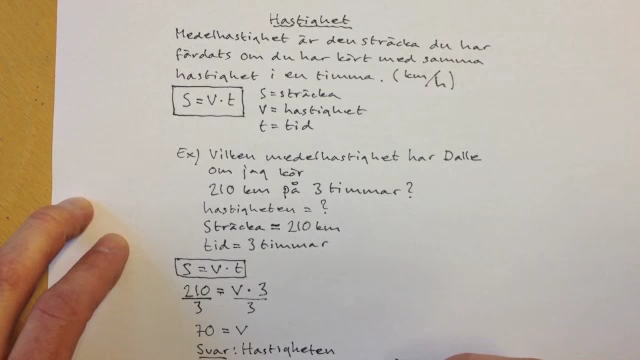 Hastighet
Medelhastighet är den sträcka du har
färdats om du har kört med samma
hastighet i en timma. (km/h)
S = V · t
S = sträcka
V = hastighet
t = tid
Ex) Vilken medelhastighet har Dalle
om jag kör
210 km på 3 timmar?
hastigheten = ?
Sträcka = 210 km
tid = 3 timmar
S = V · t
210/3 = V · 3/3
70 = V
Svar: Hastigheten